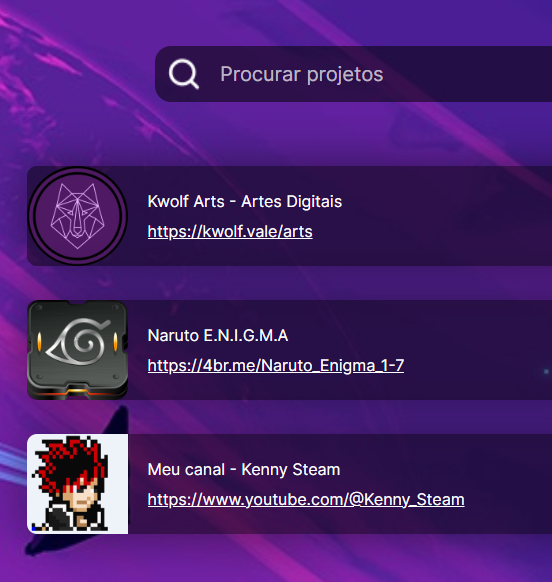 Procurar projetos
Kwolf Arts - Artes Digitais
https://kwolf.vale/arts
Naruto E.N.I.G.M.A
https://4br.me/Naruto_Enigma_1-7
Meu canal - Kenny Steam
https://www.youtube.com/@Kenny_Steam